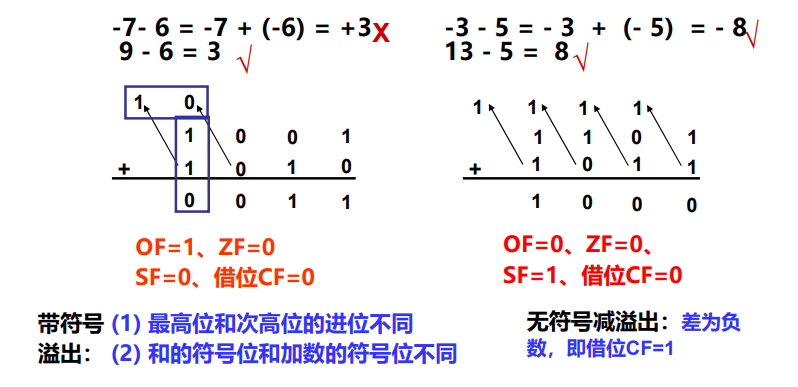 -7- 6 = -7 + (-6) = +3X
9 - 6 = 3 √
1 0
1 0 0 1
+ 1 0 1 0
0 0 1 1
OF=1、ZF=0
SF=0、借位CF=0
-3 - 5 = - 3 + (- 5) = - 8√
13 - 5 = 8√
1 1 1 1
1 1 0 1
+ 1 0 1 1
1 0 0 0
OF=0、ZF=0、
SF=1、借位CF=0
带符号 (1) 最高位和次高位的进位不同
溢出： (2) 和的符号位和加数的符号位不同
无符号减溢出：差为负
数，即借位CF=1